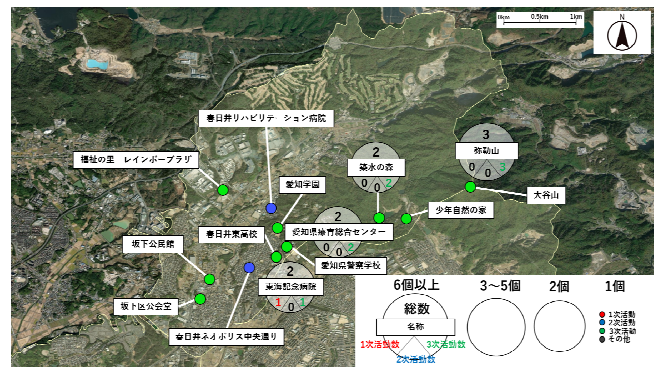 0km 0.5km 1km
N
春日井リハビリテーション病院
3
弥勒山
0 0 3
2
築水の森
0 0 2
福祉の里 レインボープラザ
愛知学園
大谷山
少年自然の家
2
愛知県療育総合センター
0 0 2
春日井東高校
坂下公民館
愛知県警察学校
2
東海記念病院
1 0 1
坂下区公会堂
春日井ネオポリス中央通り
6個以上
3～5個
2個
1個
総数
名称
1次活動数
3次活動数
2次活動数
1次活動
2次活動
3次活動
その他